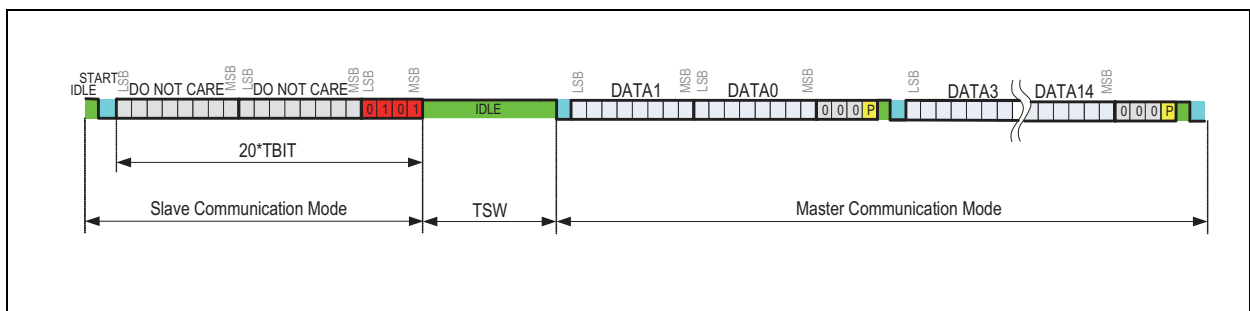 START
IDLE
LSB
DO NOT CARE
MSB
LSB
DO NOT CARE
MSB
LSB
MSB
LSB
DATA1
MSB
LSB
DATA0
MSB
LSB
DATA3
DATA14
MSB
0 1 0 1
IDLE
0 0 0 P
0 0 0 P
20*TBIT
Slave Communication Mode
TSW
Master Communication Mode